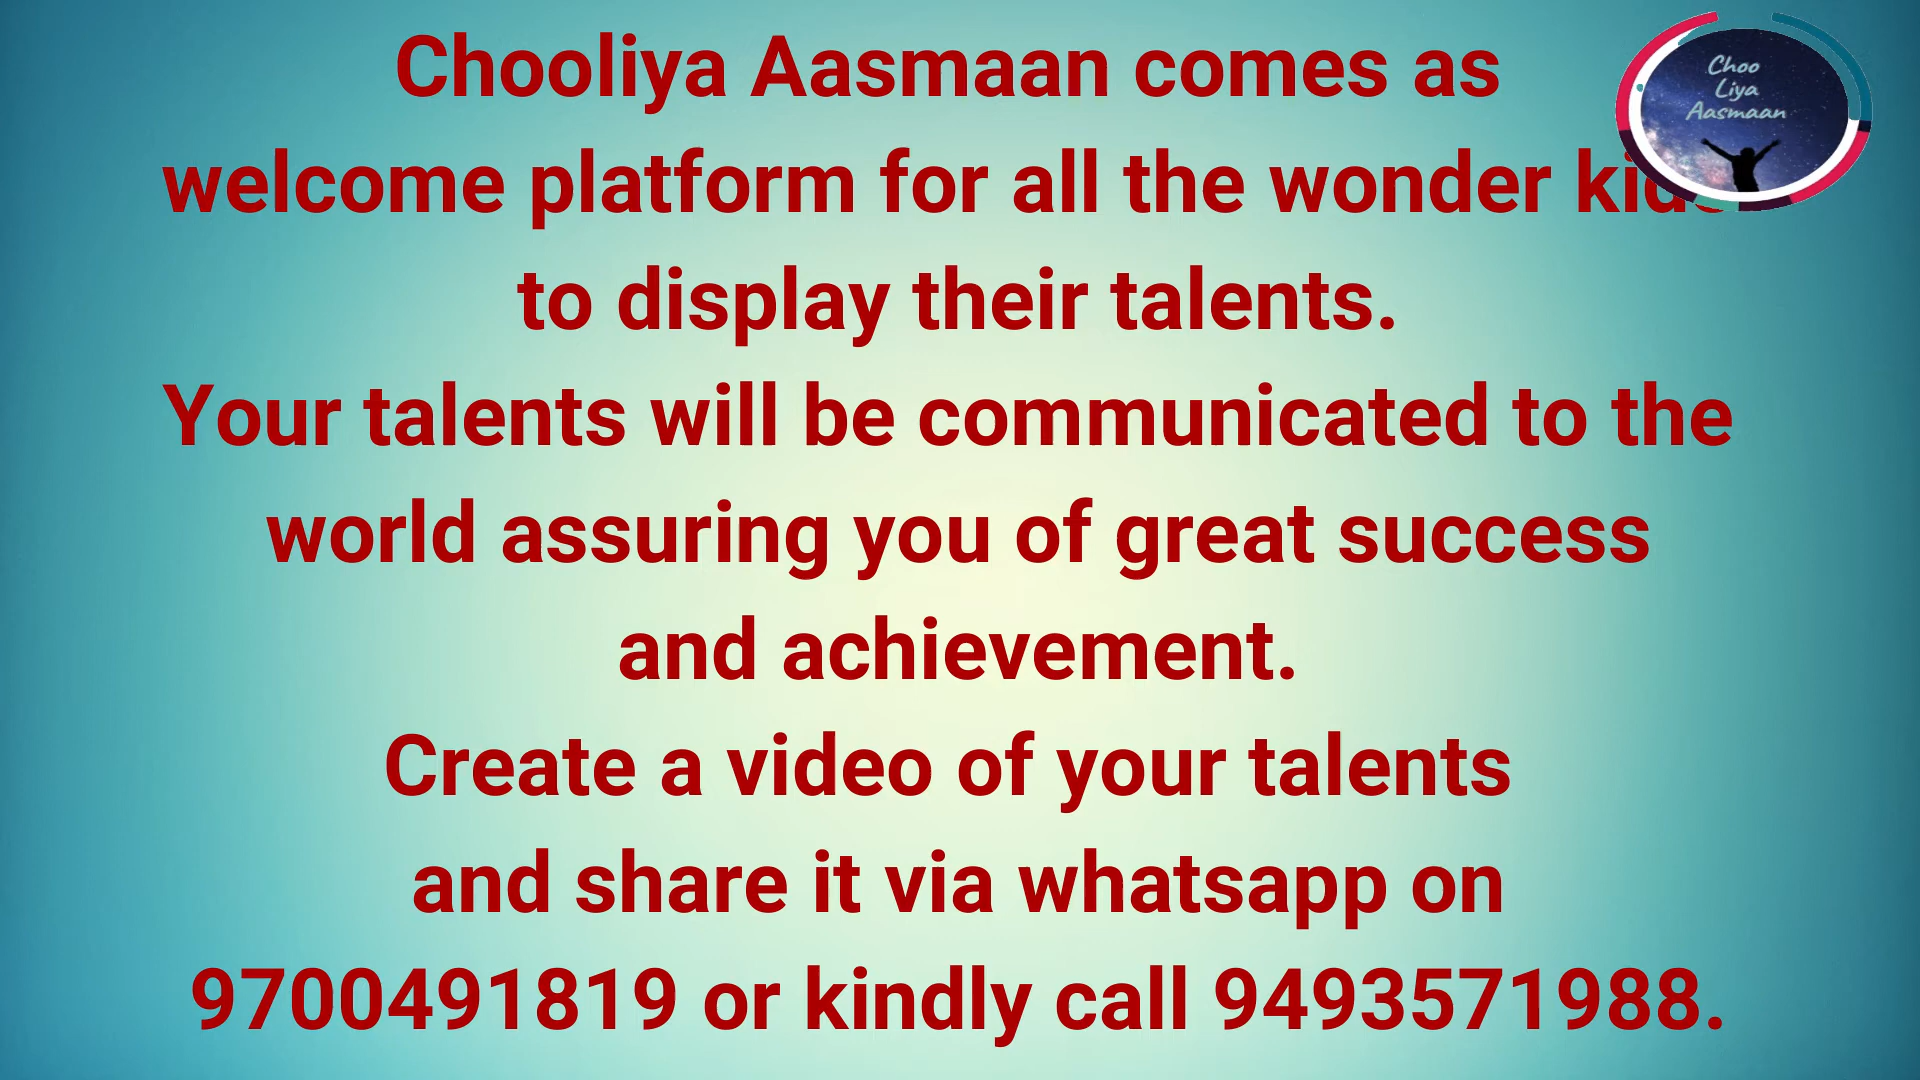 Chooliya Aasmaan comes as
welcome platform for all the wonder kids
to display their talents.
Your talents will be communicated to the
world assuring you of great success
and achievement.
Create a video of your talents
and share it via whatsapp on
9700491819 or kindly call 9493571988.
Choo
Liya
Aasmaan